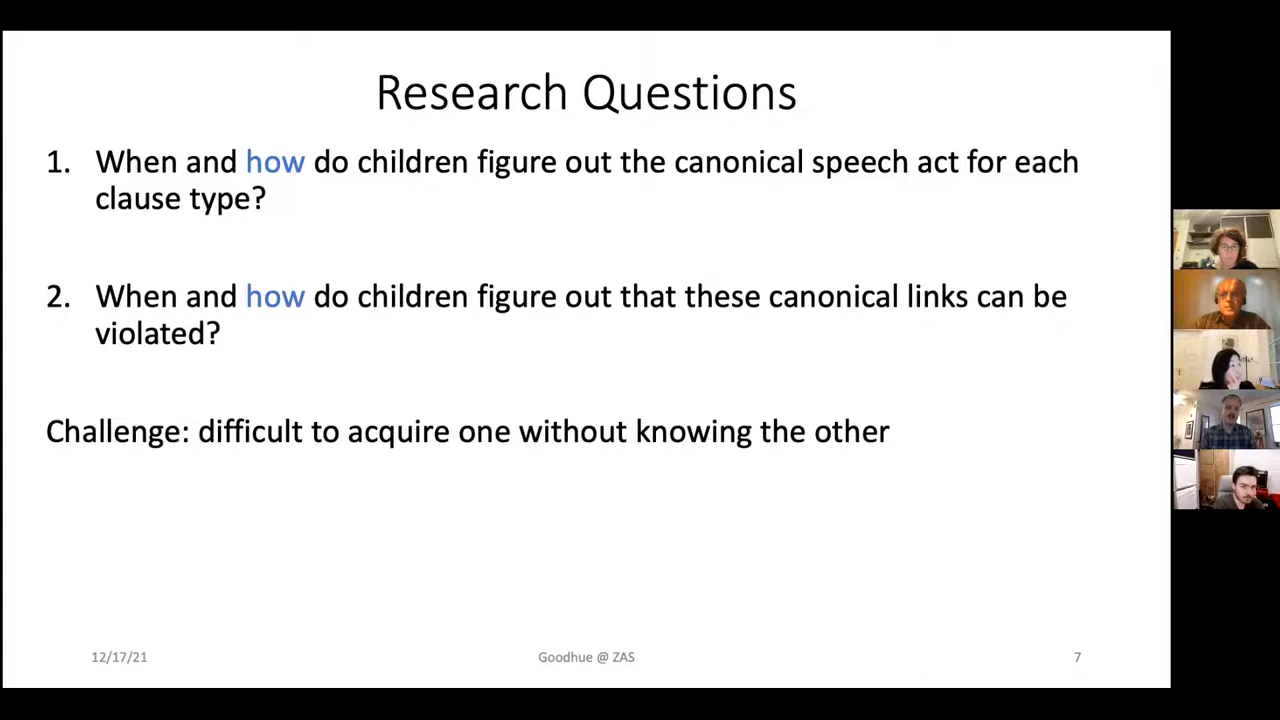 Research Questions
1. When and how do children figure out the canonical speech act for each
clause type?
2. When and how do children figure out that these canonical links can be
violated?
Challenge: difficult to acquire one without knowing the other
12/17/21
Goodhue @ ZAS
7